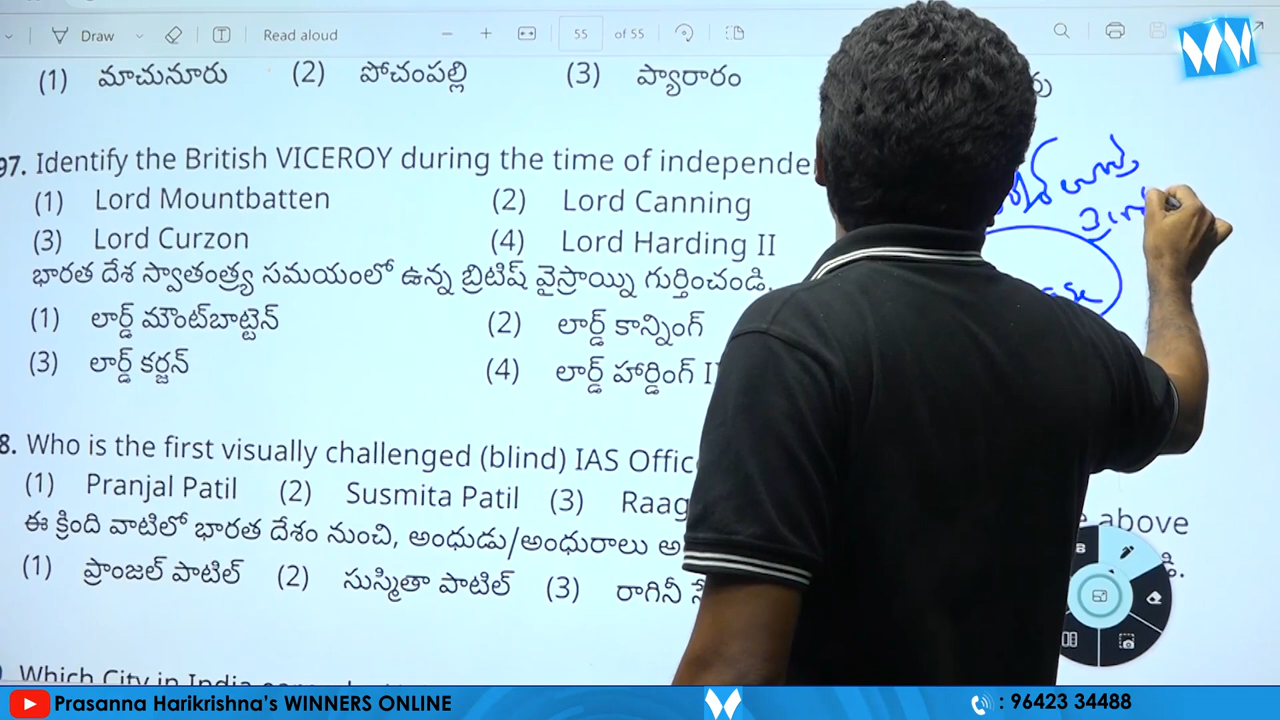 Draw
Read aloud
55 of 55
(1) మాచునూరు (2) పోచంపల్లి (3) ప్యారారం
97. Identify the British VICEROY during the time of
(1) Lord Mountbatten (2) Lord Canning
(3) Lord Curzon (4) Lord Harding II
భారత దేశ స్వాతంత్ర్య సమయంలో ఉన్న బ్రిటిష్ వైస్రాయ్ని గుర్తించండి.
(1) లార్డ్ మౌంట్‌బాట్టెన్ (2) లార్డ్ కాన్నింగ్
(3) లార్డ్ కర్జన్ (4) లార్డ్ హార్డింగ్
8. Who is the first visually challenged (blind) IAS
(1) Pranjal Patil (2) Susmita Patil (3)
above
ఈ క్రింది వాటిలో భారత దేశం నుంచి, అంధుడు/అంధురాలు
(1) ప్రాంజల్ పాటిల్ (2) సుస్మితా పాటిల్ (3) రాగినీ
Which City in India
Prasanna Harikrishna's WINNERS ONLINE
W
: 96423 34488